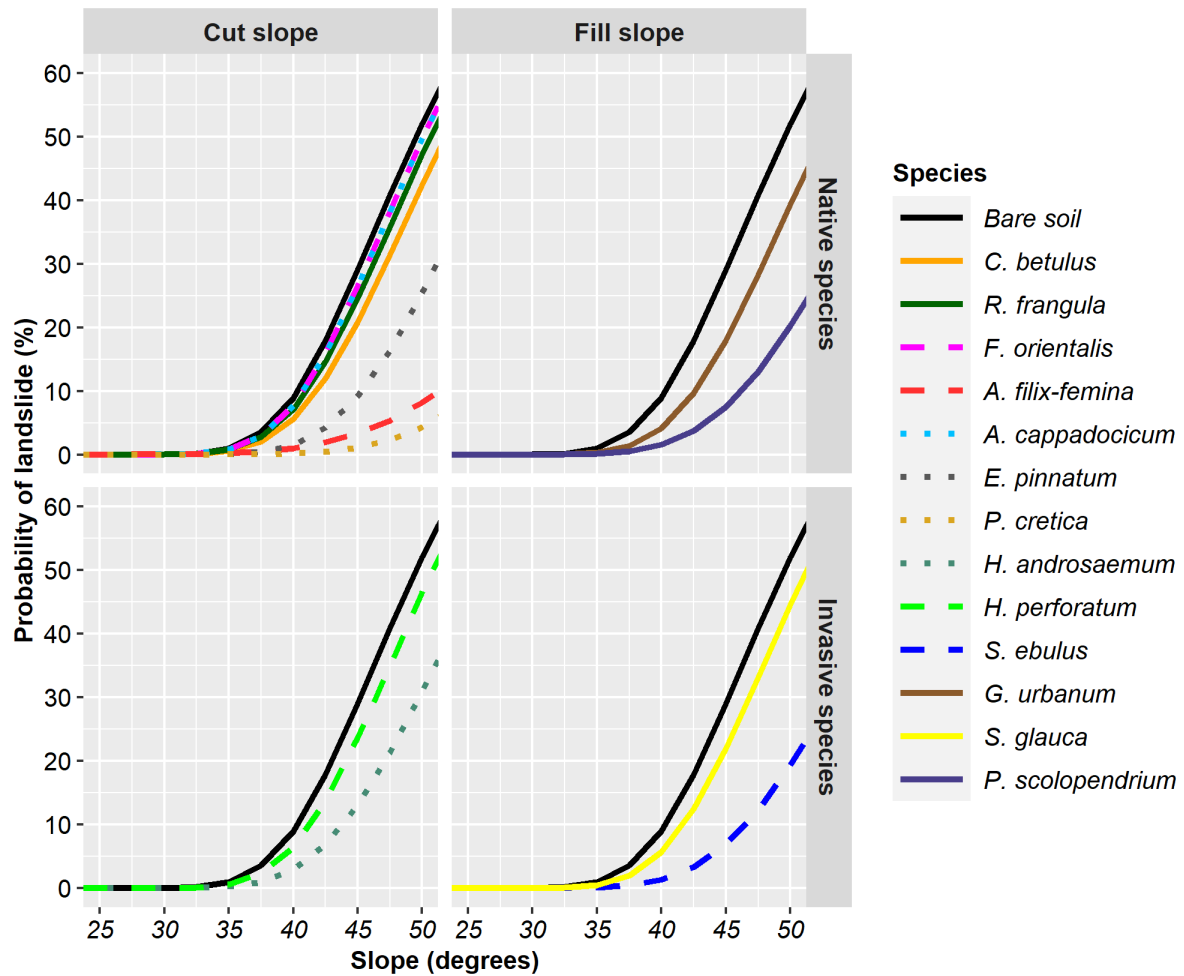 Cut slope
Fill slope
60
50
40
30
20
10
0
Native species
60
50
40
30
20
10
0
Invasive species
Probability of landslide (%)
25 30 35 40 45 50
25 30 35 40 45 50
Slope (degrees)
Species
Bare soil
C. betulus
R. frangula
F. orientalis
A. filix-femina
A. cappadocicum
E. pinnatum
P. cretica
H. androsaemum
H. perforatum
S. ebulus
G. urbanum
S. glauca
P. scolopendrium